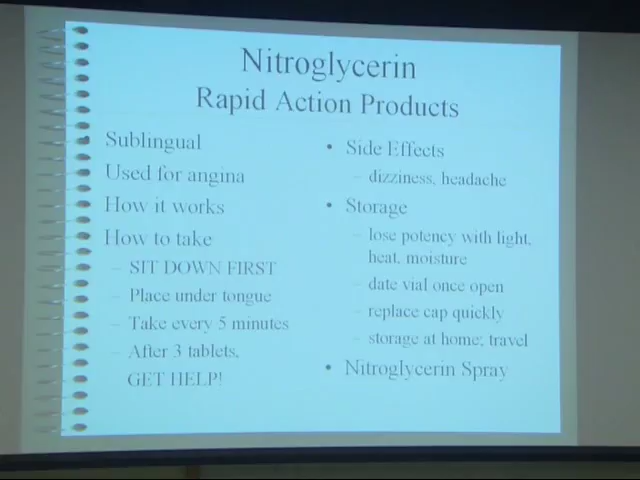 Nitroglycerin
Rapid Action Products
Sublingual
Used for angina
How it works
How to take
– SIT DOWN FIRST
– Place under tongue
– Take every 5 minutes
– After 3 tablets,
GET HELP!
• Side Effects
– dizziness, headache
• Storage
– lose potency with light,
heat, moisture
– date vial once open
– replace cap quickly
– storage at home; travel
• Nitroglycerin Spray